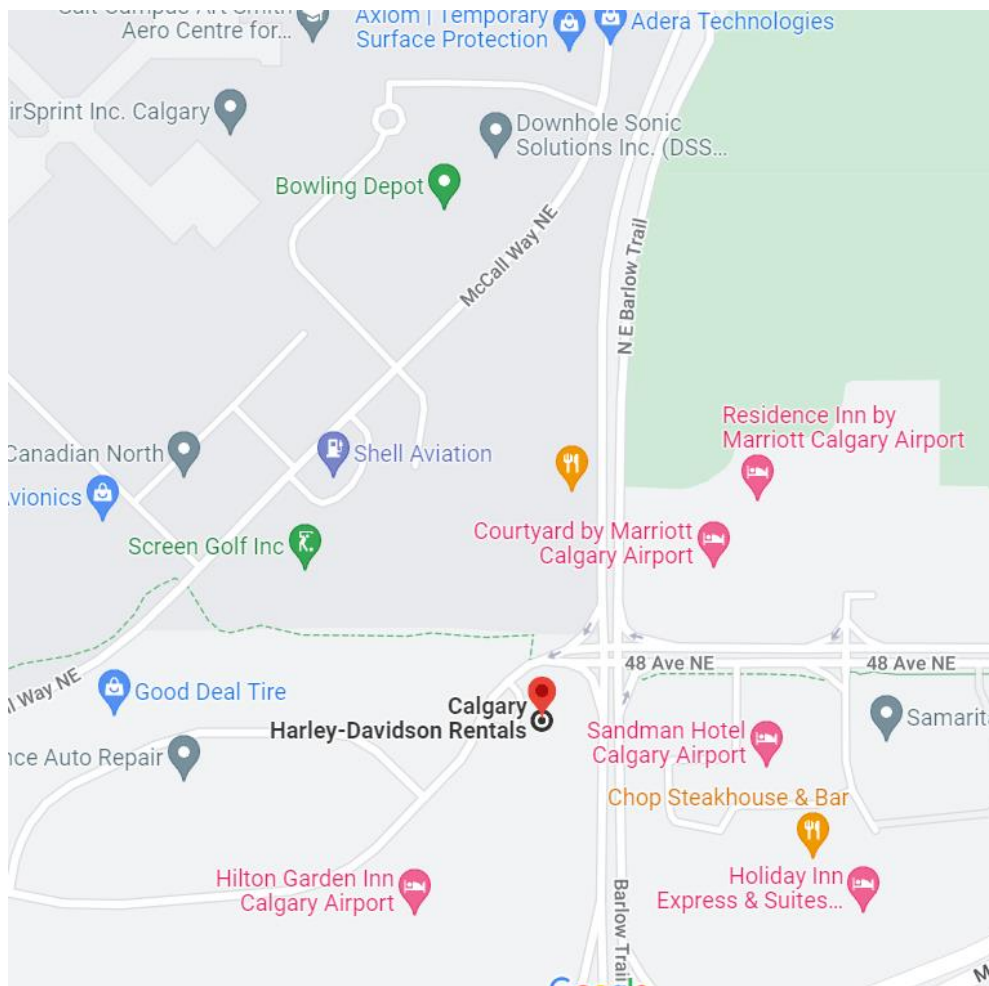 Aero Centre for...
Axiom | Temporary
Surface Protection
Adera Technologies
irSprint Inc. Calgary
Downhole Sonic
Solutions Inc. (DSS...
Bowling Depot
McCall Way NE
N E Barlow Trail
Residence Inn by
Marriott Calgary Airport
Canadian North
Shell Aviation
vionics
Courtyard by Marriott
Calgary Airport
Screen Golf Inc
48 Ave NE
48 Ave NE
l Way NE
Good Deal Tire
Calgary
Harley-Davidson Rentals
Samarita
Sandman Hotel
Calgary Airport
nce Auto Repair
Chop Steakhouse & Bar
Hilton Garden Inn
Calgary Airport
Holiday Inn
Express & Suites...
Barlow Trail
M